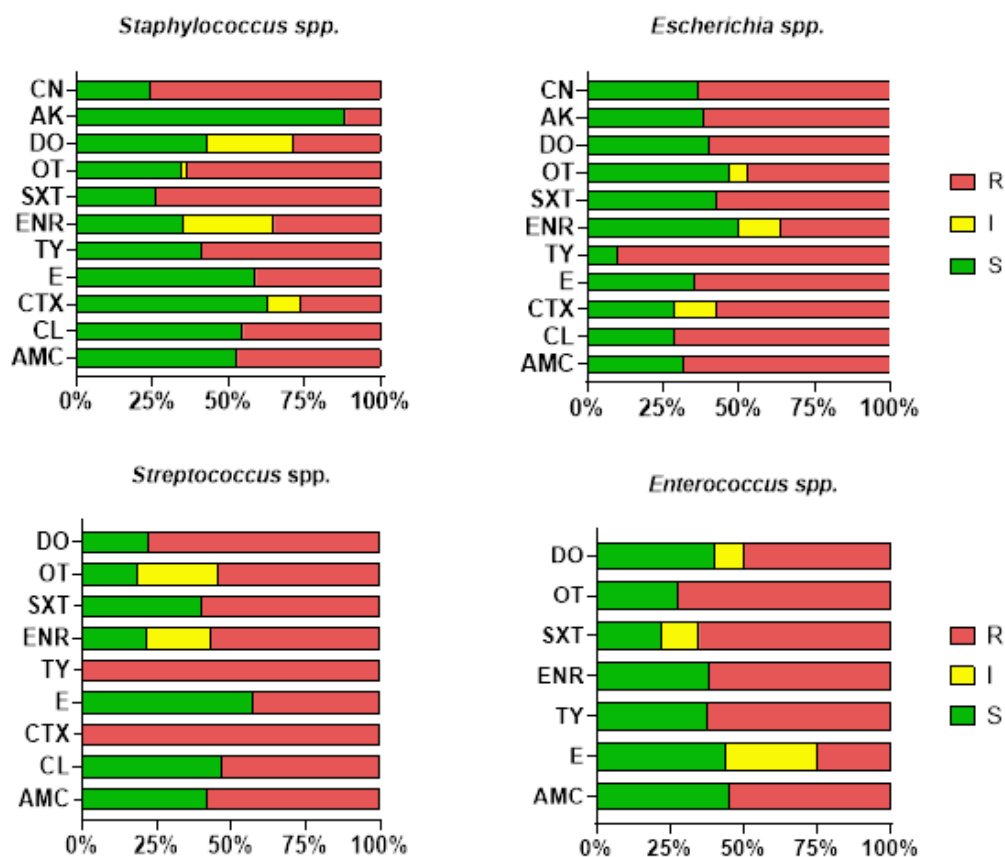 Staphylococcus spp.
CN
AK
DO
OT
SXT
ENR
TY
E
CTX
CL
AMC
0% 25% 50% 75% 100%
Escherichia spp.
CN
AK
DO
OT
SXT
ENR
TY
E
CTX
CL
AMC
0% 25% 50% 75% 100%
R
I
S
Streptococcus spp.
DO
OT
SXT
ENR
TY
E
CTX
CL
AMC
0% 25% 50% 75% 100%
Enterococcus spp.
DO
OT
SXT
ENR
TY
E
AMC
0% 25% 50% 75% 100%
R
I
S